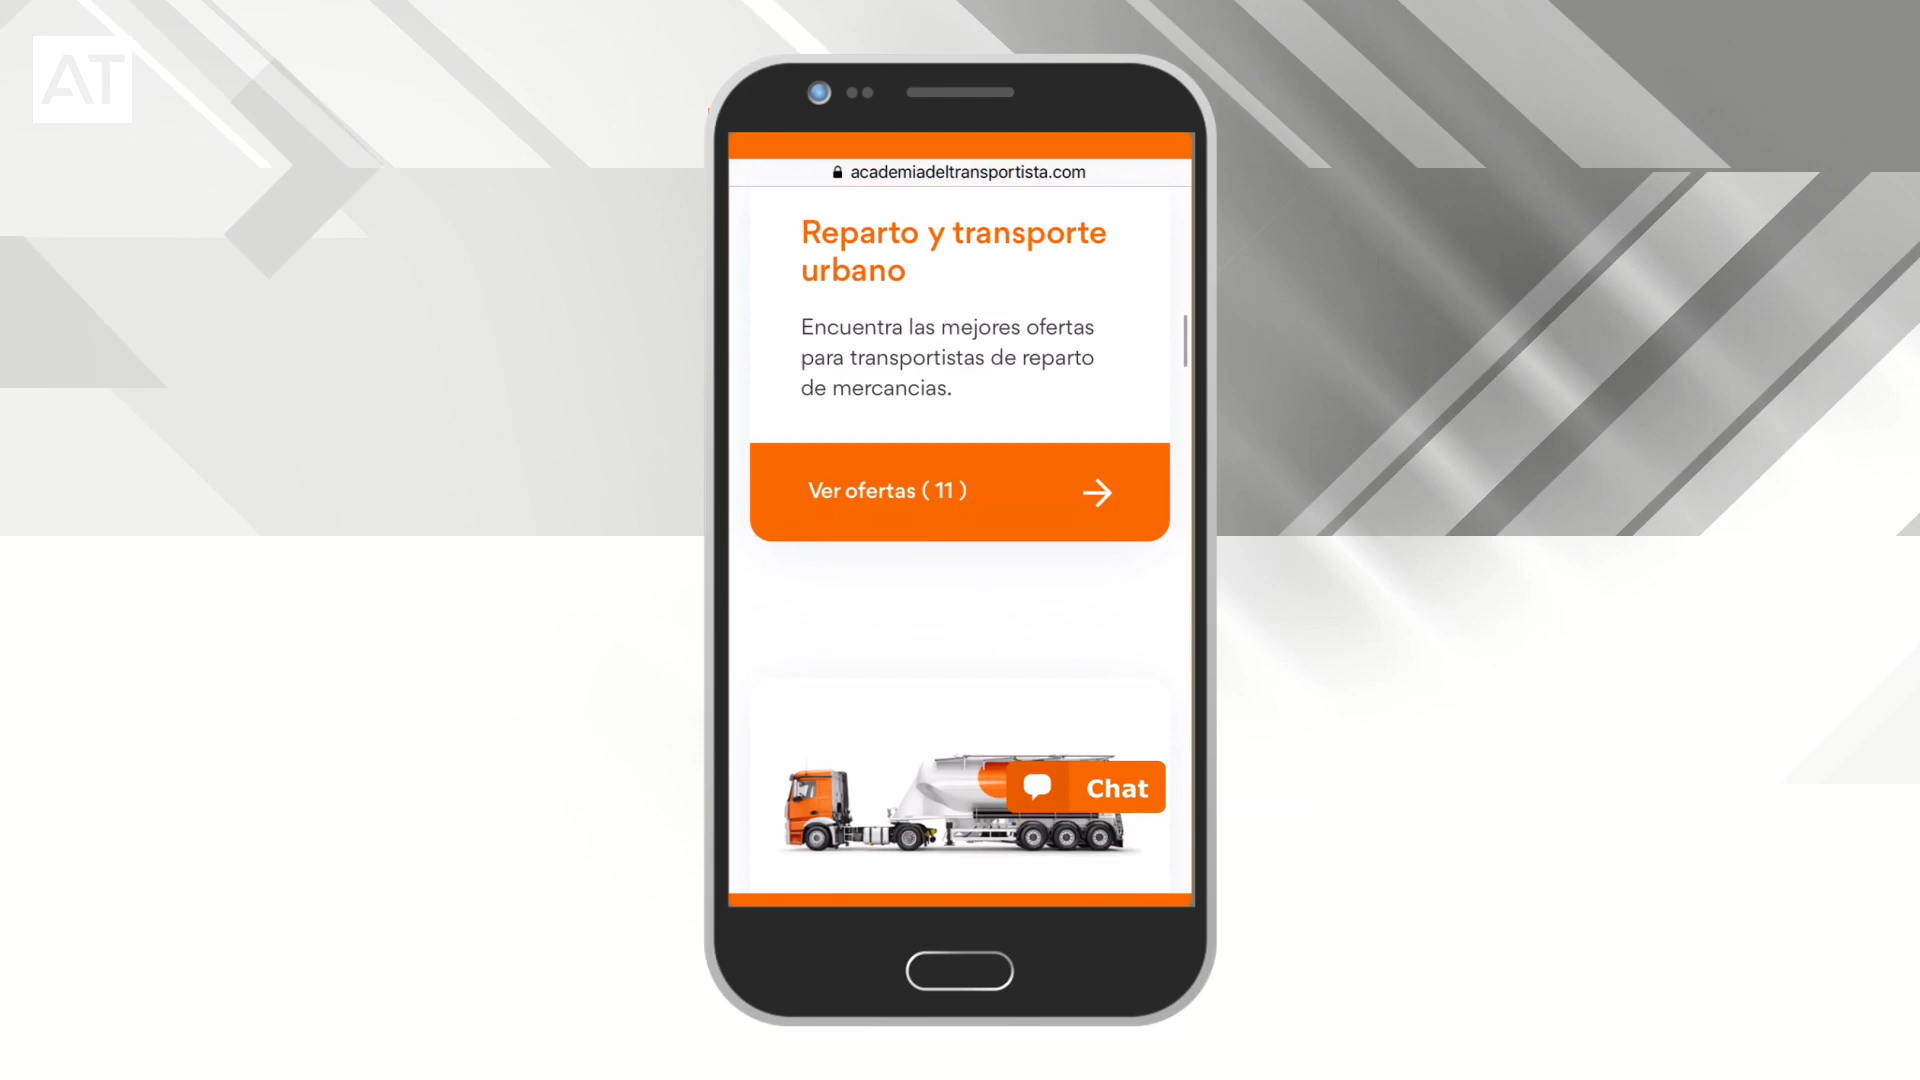 AT
academiadeltransportista.com
Reparto y transporte
urbano
Encuentra las mejores ofertas
para transportistas de reparto
de mercancias.
Ver ofertas ( 11 )
Chat